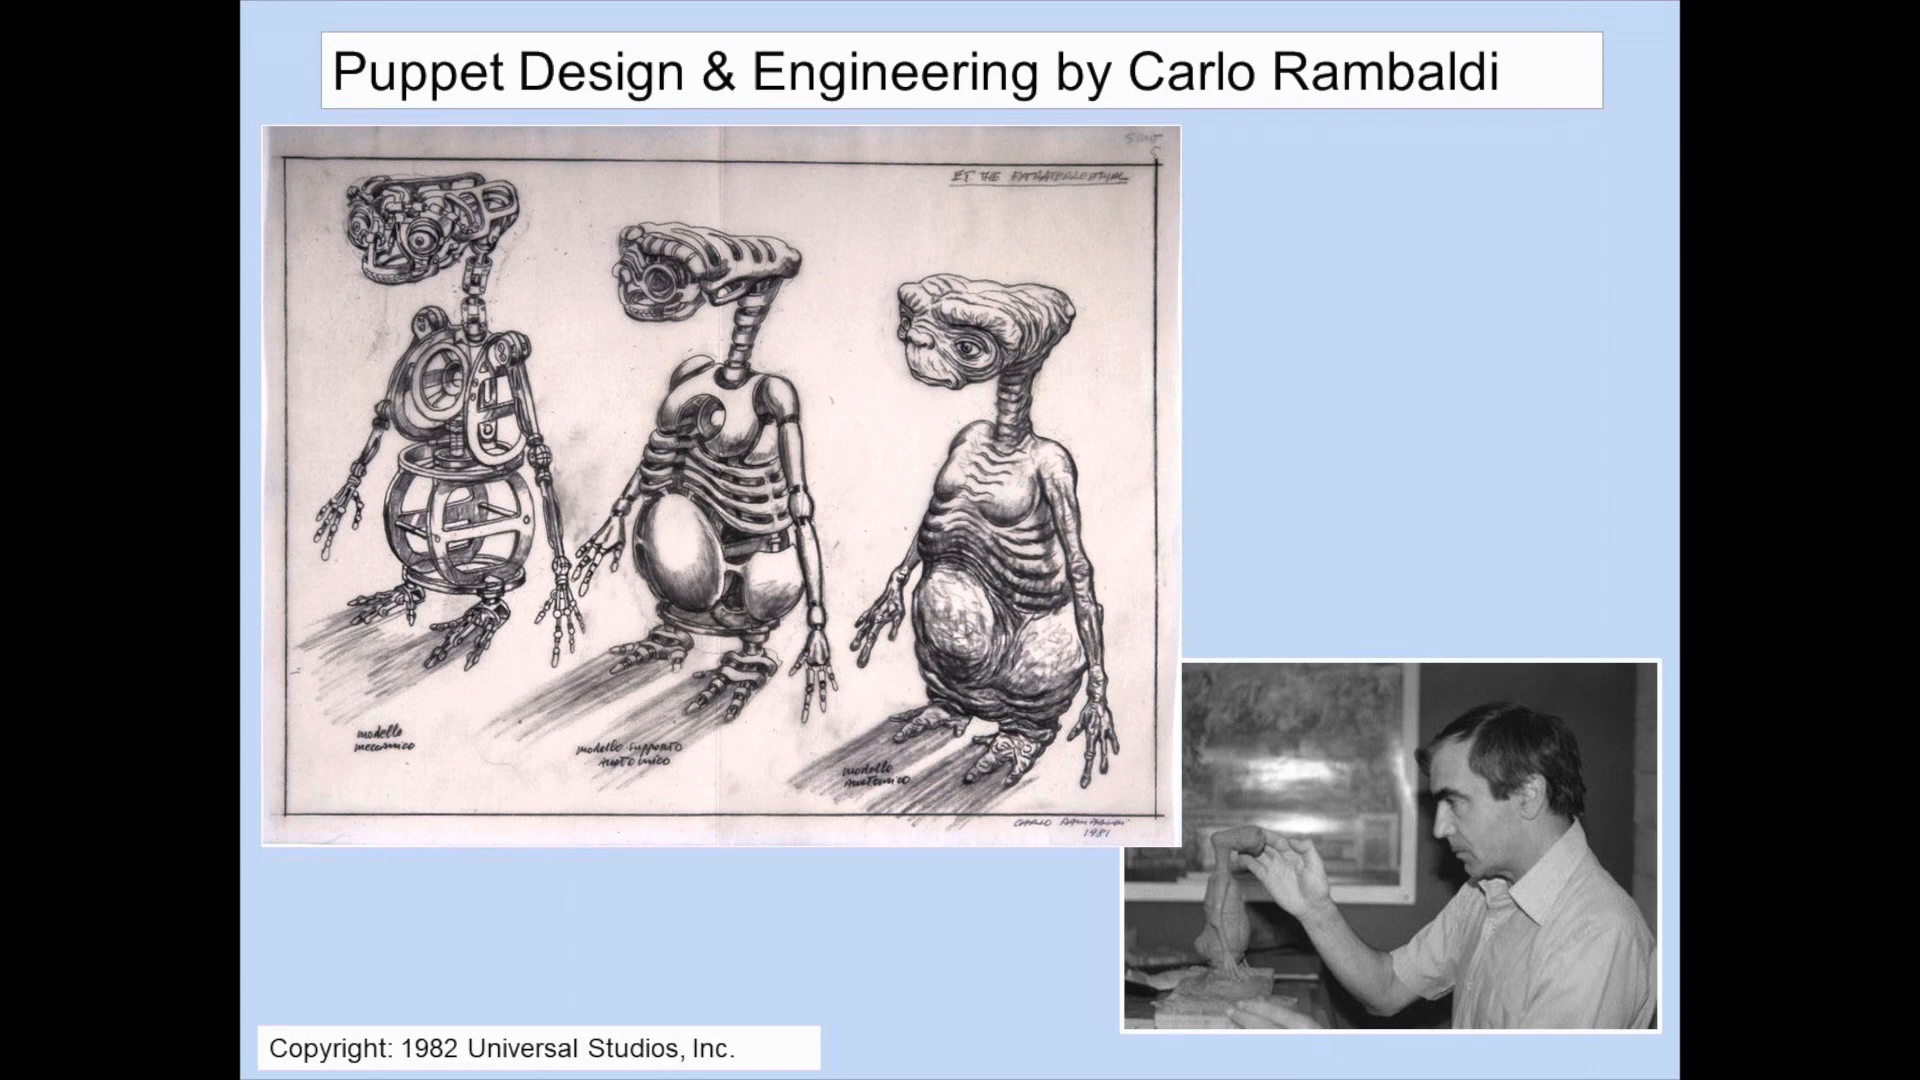 Puppet Design & Engineering by Carlo Rambaldi
E.T. THE EXTRATERRESTRIAL
modello
meccanico
modello supporto
anatomico
modello
anatomico
CARLO RAMBALDI
1981
Copyright: 1982 Universal Studios, Inc.